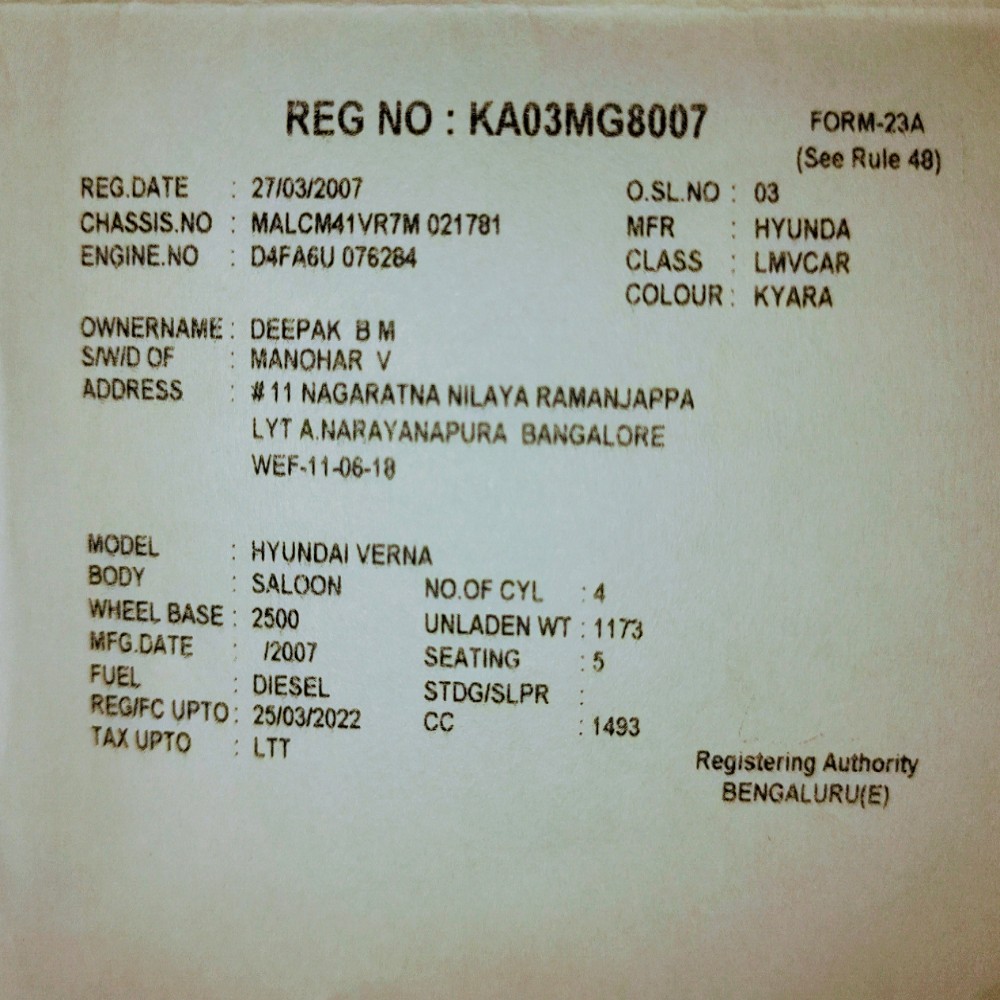 REG NO : KA03MG8007
FORM-23A
(See Rule 48)
REG.DATE : 27/03/2007 O.SL.NO : 03
CHASSIS.NO : MALCM41VR7M 021781 MFR : HYUNDA
ENGINE.NO : D4FA6U 076284 CLASS : LMVCAR
COLOUR : KYARA
OWNERNAME : DEEPAK B M
S/W/D OF : MANOHAR V
ADDRESS : # 11 NAGARATNA NILAYA RAMANJAPPA
LYT A.NARAYANAPURA BANGALORE
WEF-11-06-18
MODEL : HYUNDAI VERNA
BODY : SALOON NO.OF CYL : 4
WHEEL BASE : 2500 UNLADEN WT : 1173
MFG.DATE : /2007 SEATING : 5
FUEL : DIESEL STDG/SLPR :
REG/FC UPTO : 25/03/2022 CC : 1493
TAX UPTO : LTT
Registering Authority
BENGALURU(E)